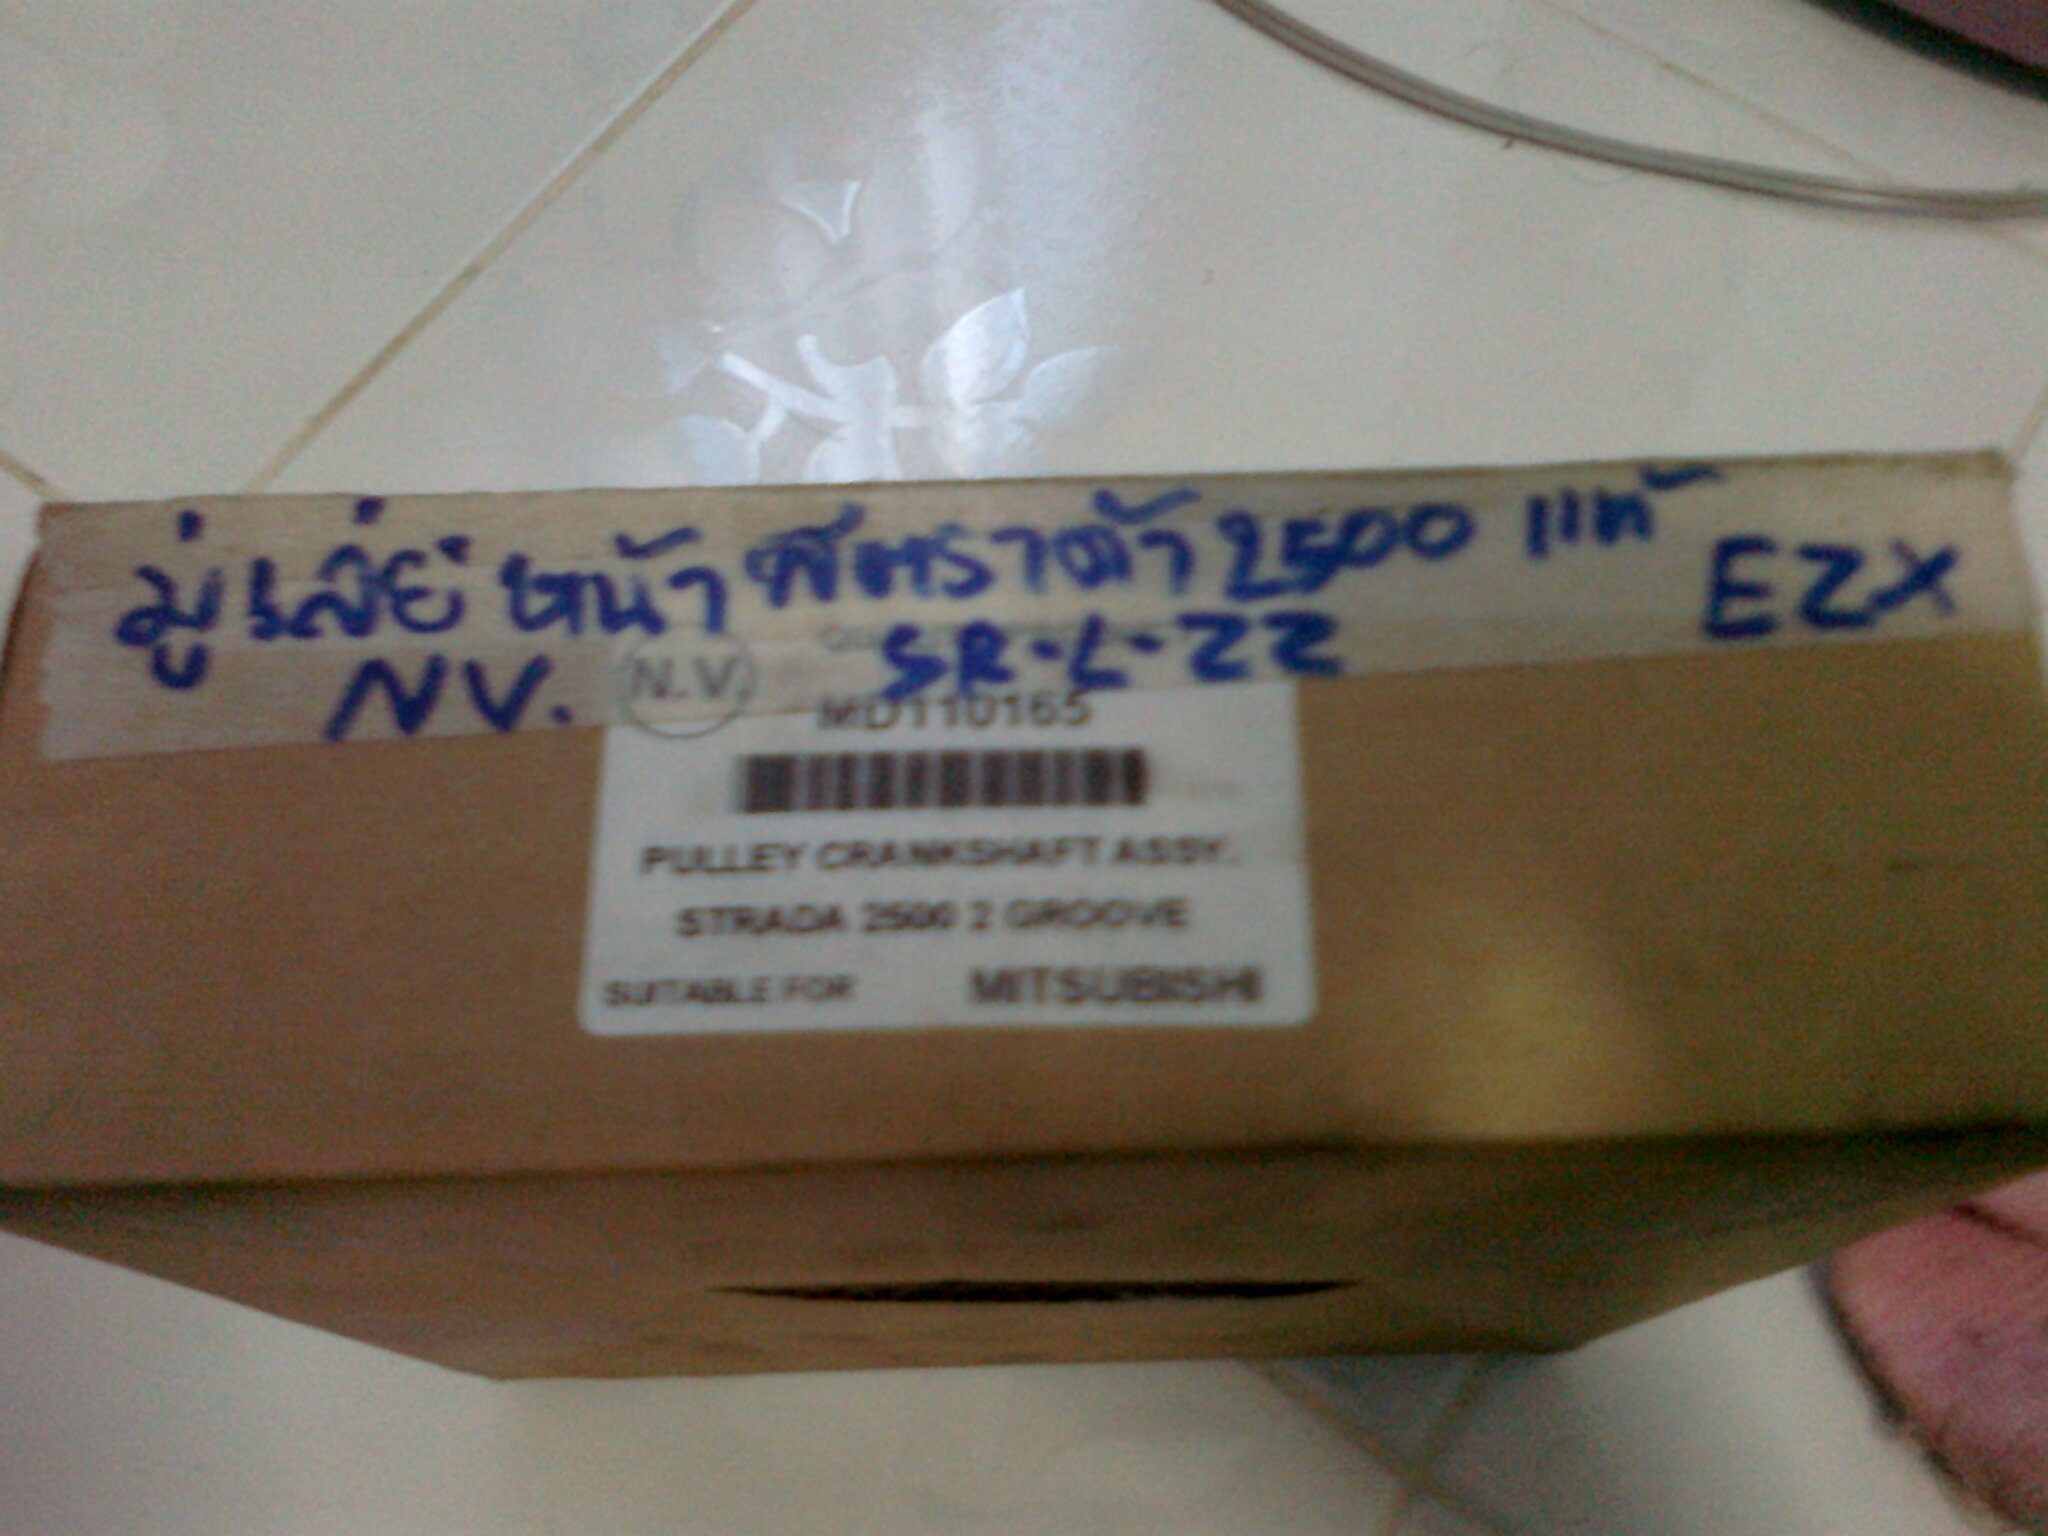 มู่เลย์ หน้า สตราด้า 2500 แท้
NV. SR-L-22 EZX
N.V.
MD110165
PULLEY CRANKSHAFT ASSY.
STRADA 2500 2 GROOVE
SUITABLE FOR MITSUBISHI